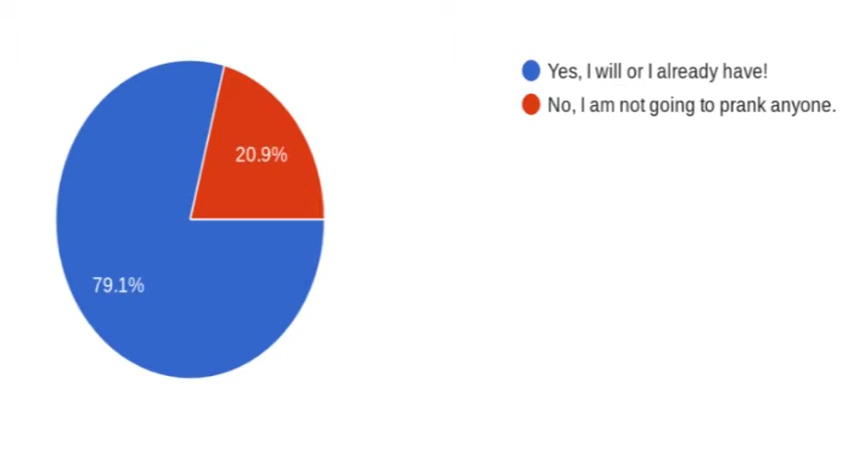 Yes, I will or I already have!
No, I am not going to prank anyone.
20.9%
79.1%